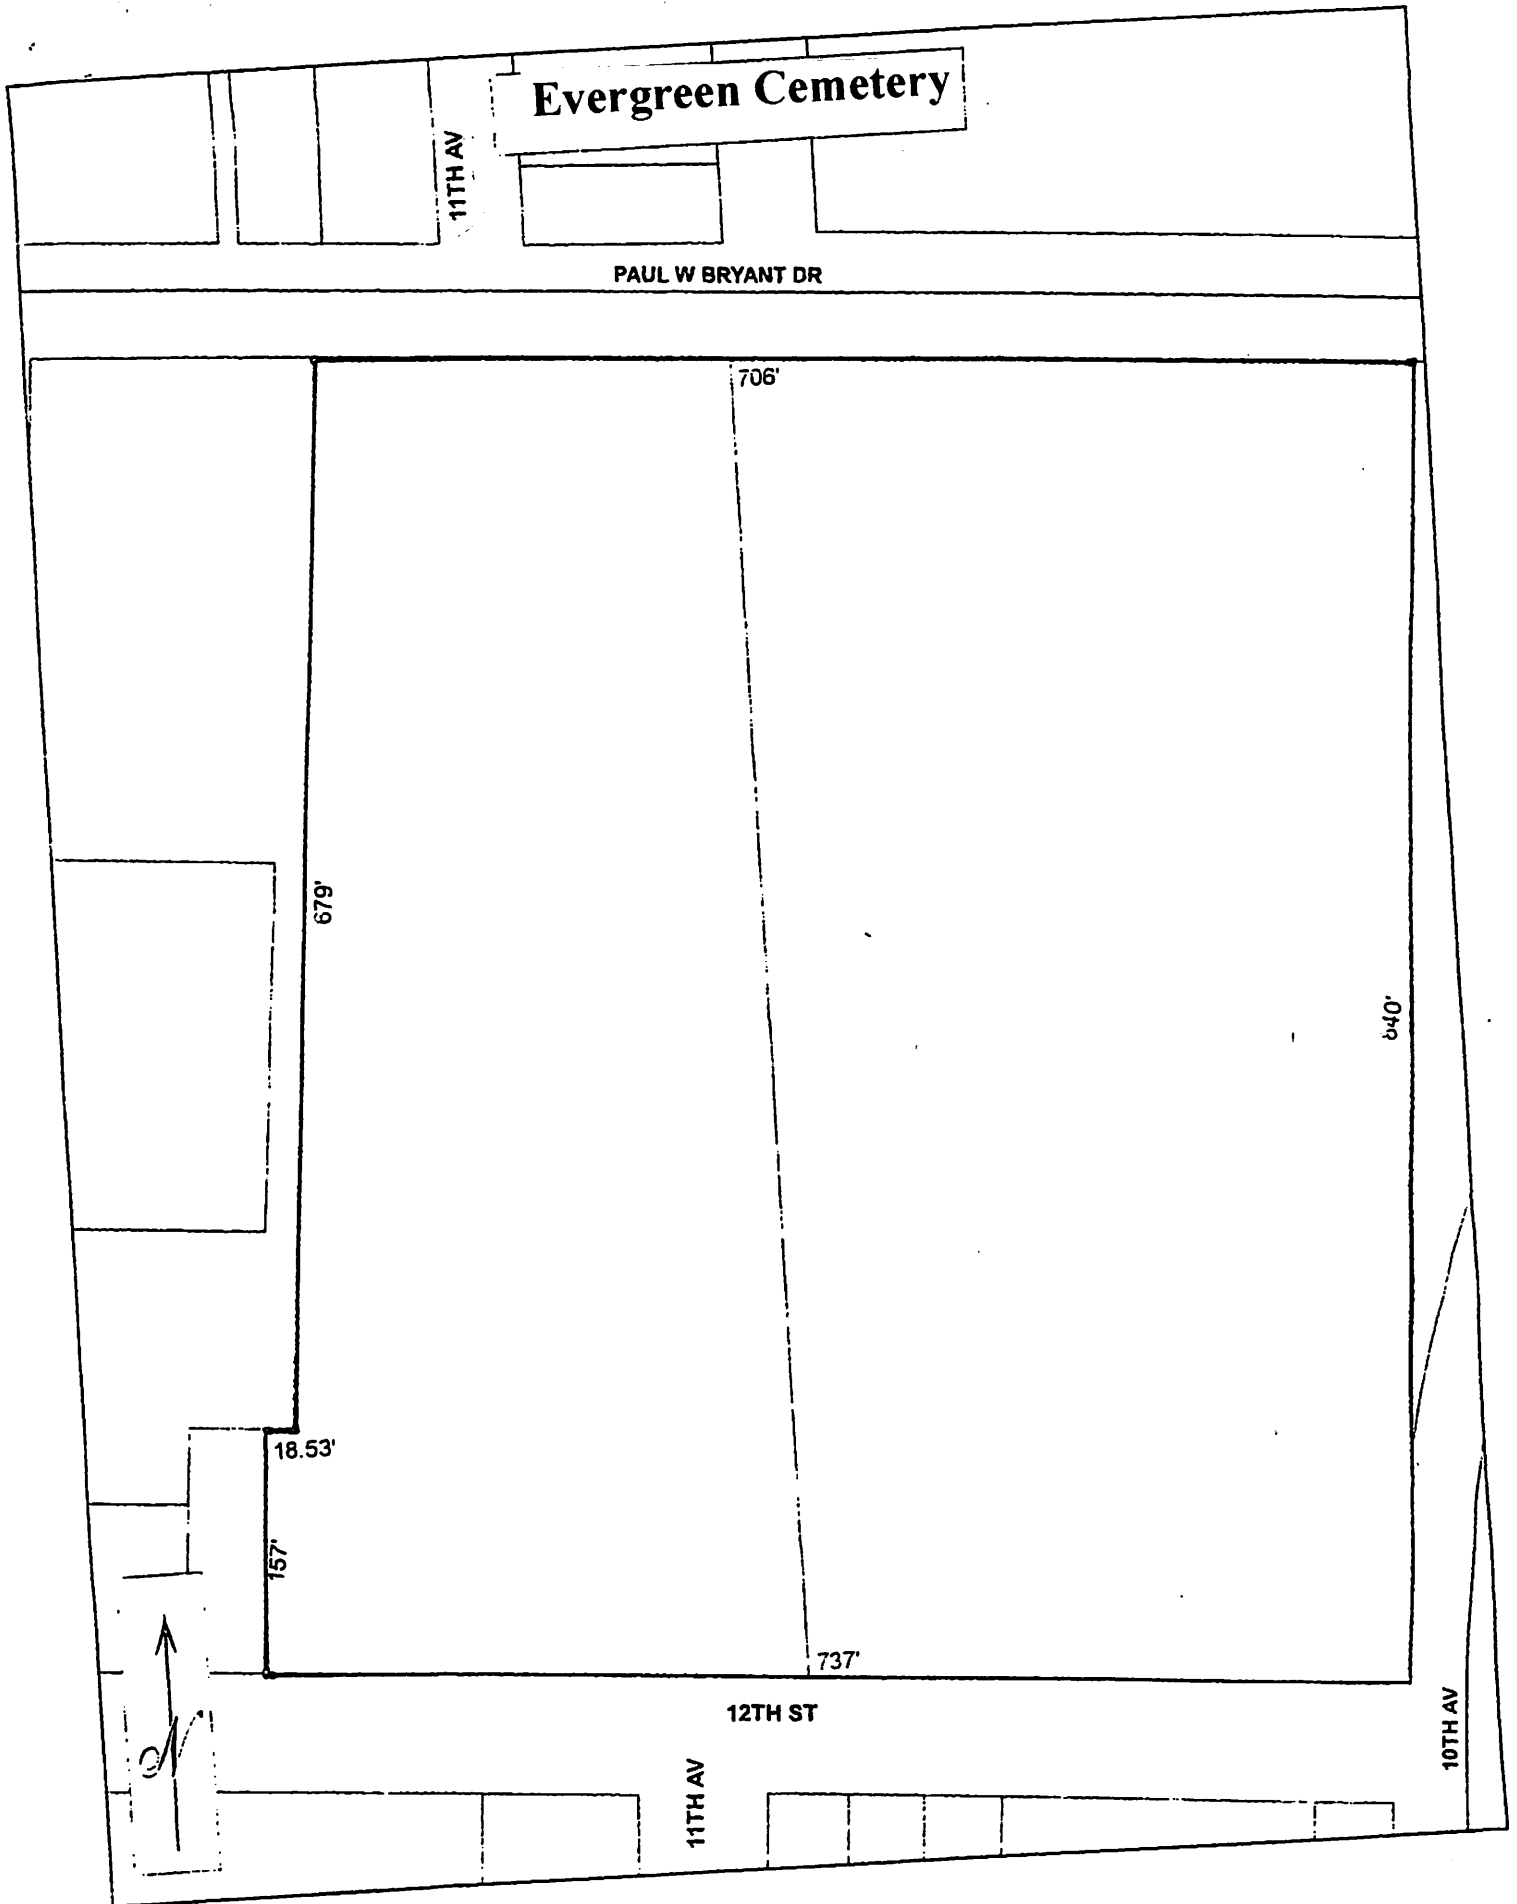 Evergreen Cemetery
11TH AV
PAUL W BRYANT DR
706'
679'
840'
18.53'
157'
737'
12TH ST
N
11TH AV
10TH AV